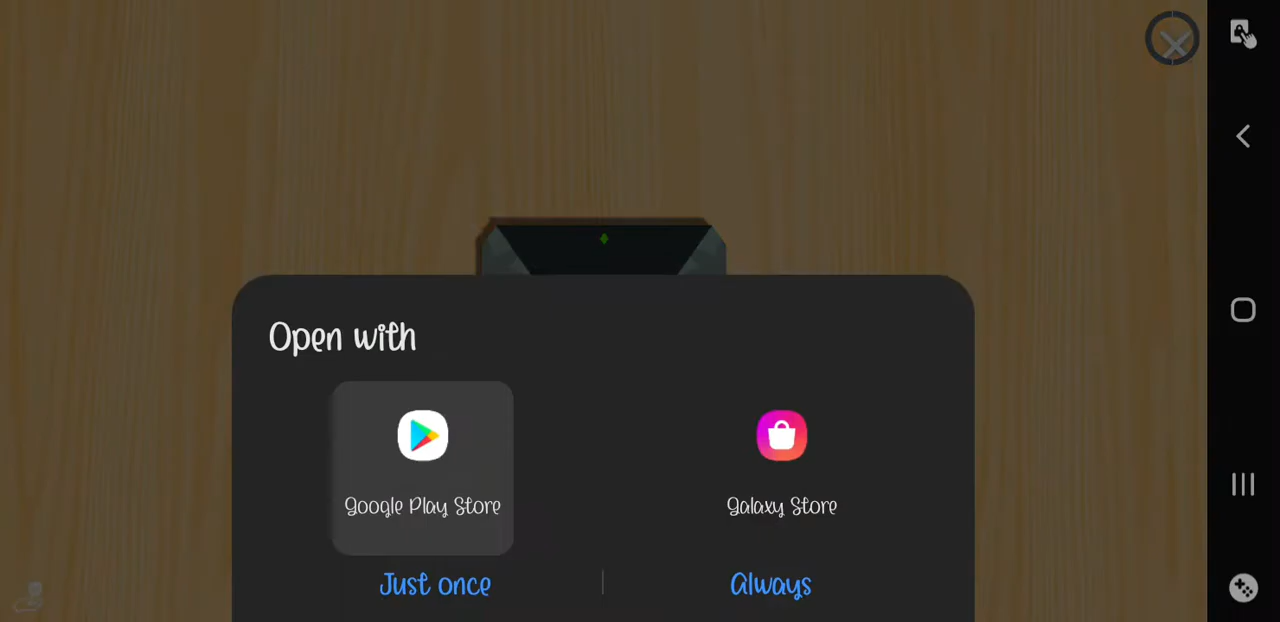 Open with
Google Play Store
Galaxy Store
Just once
Always